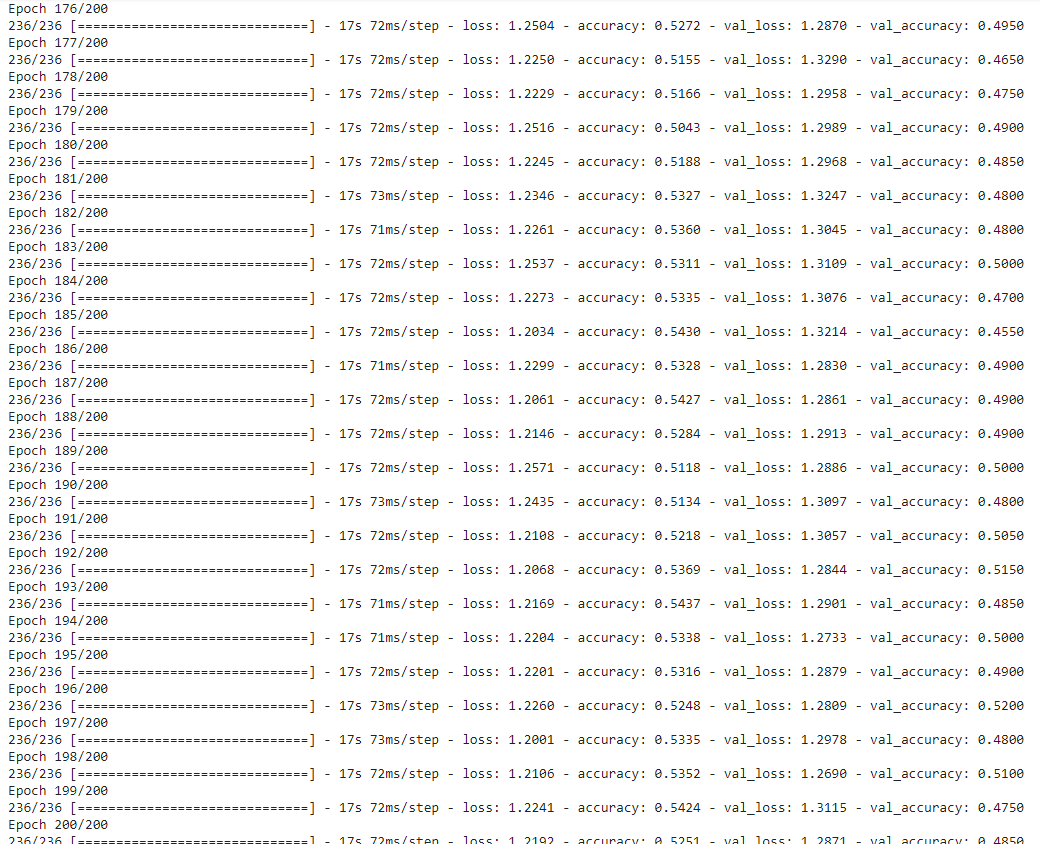 Epoch 176/200
236/236 [==============================] - 17s 72ms/step - loss: 1.2504 - accuracy: 0.5272 - val_loss: 1.2870 - val_accuracy: 0.4950
Epoch 177/200
236/236 [==============================] - 17s 72ms/step - loss: 1.2250 - accuracy: 0.5155 - val_loss: 1.3290 - val_accuracy: 0.4650
Epoch 178/200
236/236 [==============================] - 17s 72ms/step - loss: 1.2229 - accuracy: 0.5166 - val_loss: 1.2958 - val_accuracy: 0.4750
Epoch 179/200
236/236 [==============================] - 17s 72ms/step - loss: 1.2516 - accuracy: 0.5043 - val_loss: 1.2989 - val_accuracy: 0.4900
Epoch 180/200
236/236 [==============================] - 17s 72ms/step - loss: 1.2245 - accuracy: 0.5188 - val_loss: 1.2968 - val_accuracy: 0.4850
Epoch 181/200
236/236 [==============================] - 17s 73ms/step - loss: 1.2346 - accuracy: 0.5327 - val_loss: 1.3247 - val_accuracy: 0.4800
Epoch 182/200
236/236 [==============================] - 17s 71ms/step - loss: 1.2261 - accuracy: 0.5360 - val_loss: 1.3045 - val_accuracy: 0.4800
Epoch 183/200
236/236 [==============================] - 17s 72ms/step - loss: 1.2537 - accuracy: 0.5311 - val_loss: 1.3109 - val_accuracy: 0.5000
Epoch 184/200
236/236 [==============================] - 17s 72ms/step - loss: 1.2273 - accuracy: 0.5335 - val_loss: 1.3076 - val_accuracy: 0.4700
Epoch 185/200
236/236 [==============================] - 17s 72ms/step - loss: 1.2034 - accuracy: 0.5430 - val_loss: 1.3214 - val_accuracy: 0.4550
Epoch 186/200
236/236 [==============================] - 17s 71ms/step - loss: 1.2299 - accuracy: 0.5328 - val_loss: 1.2830 - val_accuracy: 0.4900
Epoch 187/200
236/236 [==============================] - 17s 72ms/step - loss: 1.2061 - accuracy: 0.5427 - val_loss: 1.2861 - val_accuracy: 0.4900
Epoch 188/200
236/236 [==============================] - 17s 72ms/step - loss: 1.2146 - accuracy: 0.5284 - val_loss: 1.2913 - val_accuracy: 0.4900
Epoch 189/200
236/236 [==============================] - 17s 72ms/step - loss: 1.2571 - accuracy: 0.5118 - val_loss: 1.2886 - val_accuracy: 0.5000
Epoch 190/200
236/236 [==============================] - 17s 73ms/step - loss: 1.2435 - accuracy: 0.5134 - val_loss: 1.3097 - val_accuracy: 0.4800
Epoch 191/200
236/236 [==============================] - 17s 72ms/step - loss: 1.2108 - accuracy: 0.5218 - val_loss: 1.3057 - val_accuracy: 0.5050
Epoch 192/200
236/236 [==============================] - 17s 72ms/step - loss: 1.2068 - accuracy: 0.5369 - val_loss: 1.2844 - val_accuracy: 0.5150
Epoch 193/200
236/236 [==============================] - 17s 71ms/step - loss: 1.2169 - accuracy: 0.5437 - val_loss: 1.2901 - val_accuracy: 0.4850
Epoch 194/200
236/236 [==============================] - 17s 71ms/step - loss: 1.2204 - accuracy: 0.5338 - val_loss: 1.2733 - val_accuracy: 0.5000
Epoch 195/200
236/236 [==============================] - 17s 72ms/step - loss: 1.2201 - accuracy: 0.5316 - val_loss: 1.2879 - val_accuracy: 0.4900
Epoch 196/200
236/236 [==============================] - 17s 73ms/step - loss: 1.2260 - accuracy: 0.5248 - val_loss: 1.2809 - val_accuracy: 0.5200
Epoch 197/200
236/236 [==============================] - 17s 73ms/step - loss: 1.2001 - accuracy: 0.5335 - val_loss: 1.2978 - val_accuracy: 0.4800
Epoch 198/200
236/236 [==============================] - 17s 72ms/step - loss: 1.2106 - accuracy: 0.5352 - val_loss: 1.2690 - val_accuracy: 0.5100
Epoch 199/200
236/236 [==============================] - 17s 72ms/step - loss: 1.2241 - accuracy: 0.5424 - val_loss: 1.3115 - val_accuracy: 0.4750
Epoch 200/200
236/236 [==============================] - 17s 72ms/step - loss: 1.2192 - accuracy: 0.5251 - val_loss: 1.2871 - val_accuracy: 0.4850